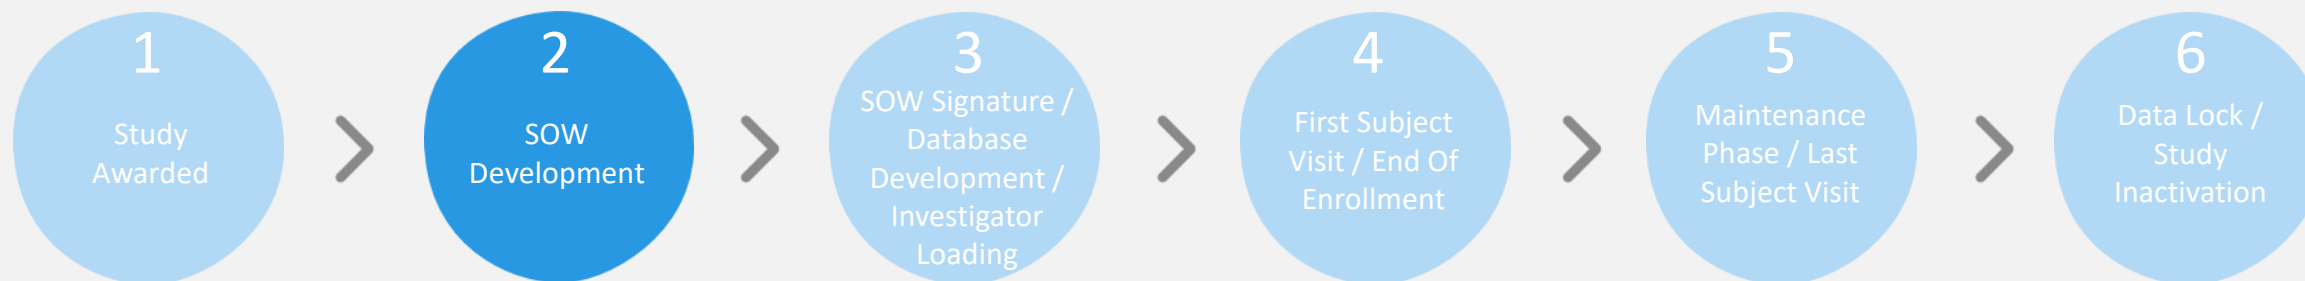 1
Study
Awarded
2
SOW
Development
3
SOW Signature /
Database
Development /
Investigator
Loading
4
First Subject
Visit / End Of
Enrollment
5
Maintenance
Phase / Last
Subject Visit
6
Data Lock /
Study
Inactivation